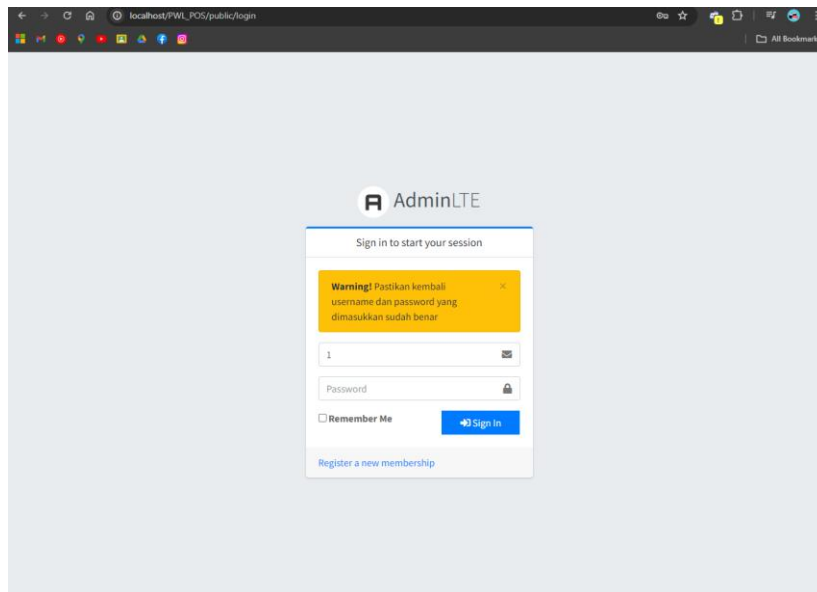 localhost/PWL_POS/public/login
All Bookmark
AdminLTE
Sign in to start your session
Warning! Pastikan kembali
username dan password yang
dimasukkan sudah benar
×
1
Password
Remember Me
Sign In
Register a new membership